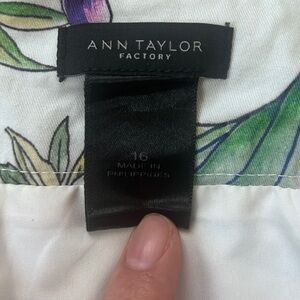 ANN TAYLOR
FACTORY
16
MADE IN
PHILIPPINES